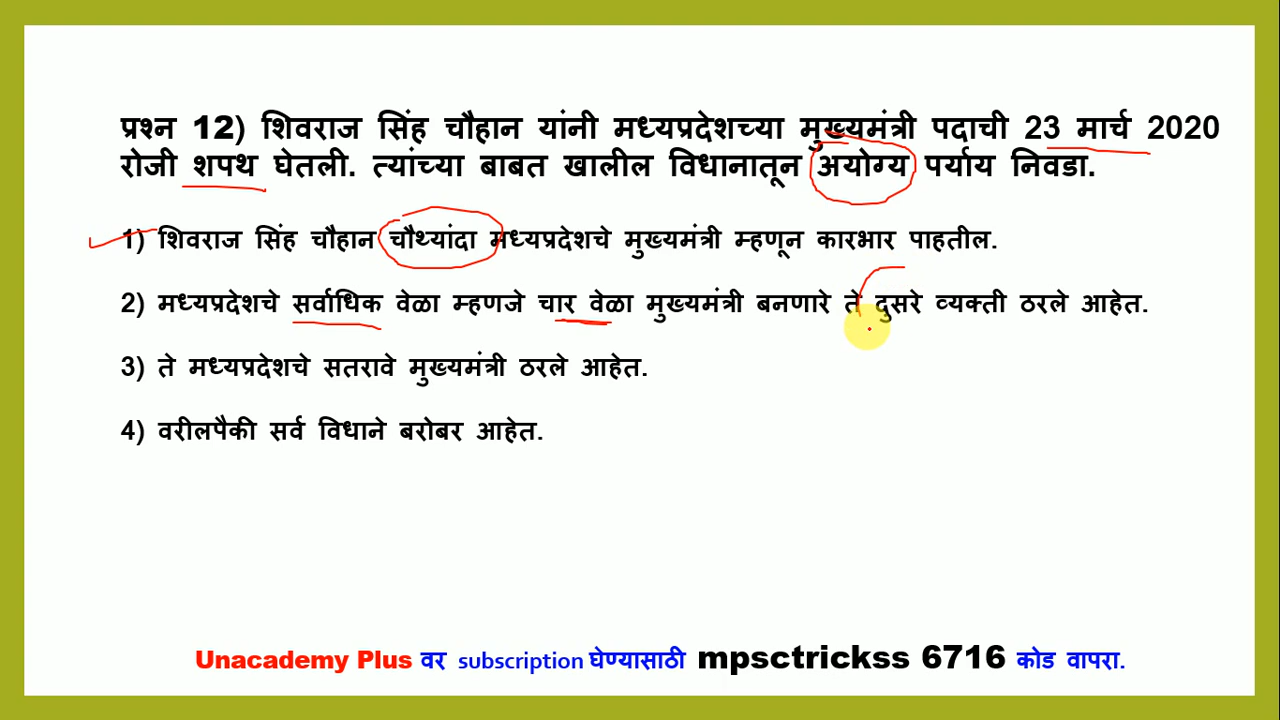 प्रश्न 12) शिवराज सिंह चौहान यांनी मध्यप्रदेशच्या मुख्यमंत्री पदाची 23 मार्च 2020
रोजी शपथ घेतली. त्यांच्या बाबत खालील विधानातून अयोग्य पर्याय निवडा.
1) शिवराज सिंह चौहान चौथ्यांदा मध्यप्रदेशचे मुख्यमंत्री म्हणून कारभार पाहतील.
2) मध्यप्रदेशचे सर्वाधिक वेळा म्हणजे चार वेळा मुख्यमंत्री बनणारे ते दुसरे व्यक्ती ठरले आहेत.
3) ते मध्यप्रदेशचे सतरावे मुख्यमंत्री ठरले आहेत.
4) वरीलपैकी सर्व विधाने बरोबर आहेत.
Unacademy Plus वर subscription घेण्यासाठी mpsctrickss 6716 कोड वापरा.